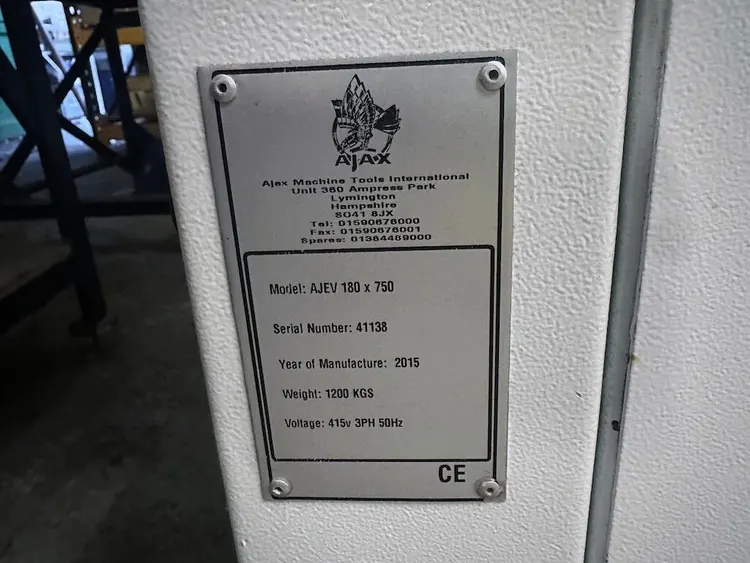 AJAX
Ajax Machine Tools International
Unit 360 Ampress Park
Lymington
Hampshire
SO41 8JX
Tel: 01590676000
Fax: 01590676001
Spares: 01384489000
Model: AJEV 180 x 750
Serial Number: 41138
Year of Manufacture: 2015
Weight: 1200 KGS
Voltage: 415v 3PH 50Hz
CE